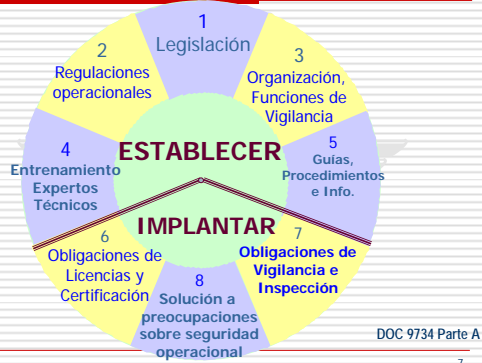 1
Legislación
2
Regulaciones
operacionales
3
Organización,
Funciones de
Vigilancia
4
Entrenamiento
Expertos
Técnicos
ESTABLECER
5
Guías,
Procedimientos
e Info.
IMPLANTAR
6
Obligaciones de
Licencias y
Certificación
7
Obligaciones de
Vigilancia e
Inspección
8
Solución a
preocupaciones
sobre seguridad
operacional
DOC 9734 Parte A
7